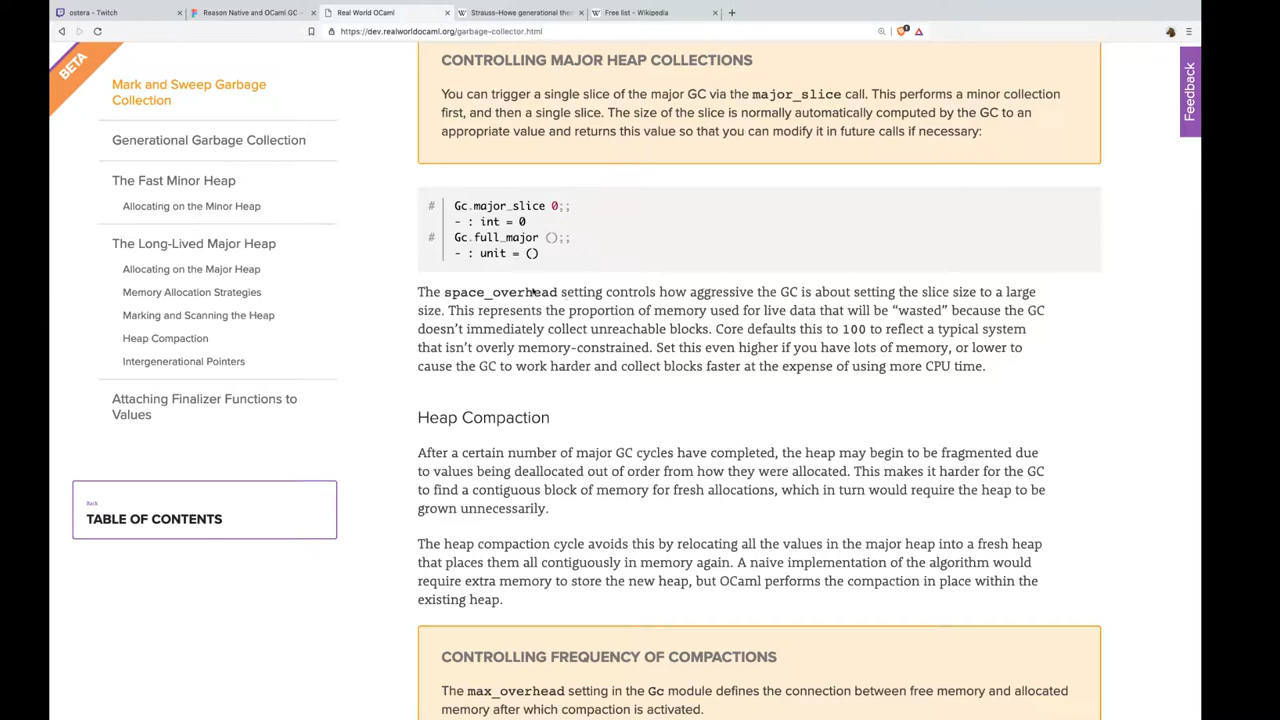 ostera - Twitch
Reason Native and OCaml GC -
Real World OCaml
Strauss–Howe generational the
Free list - Wikipedia
https://dev.realworldocaml.org/garbage-collector.html
BETA
Feedback
Mark and Sweep Garbage
Collection
Generational Garbage Collection
The Fast Minor Heap
Allocating on the Minor Heap
The Long-Lived Major Heap
Allocating on the Major Heap
Memory Allocation Strategies
Marking and Scanning the Heap
Heap Compaction
Intergenerational Pointers
Attaching Finalizer Functions to
Values
Back
TABLE OF CONTENTS
CONTROLLING MAJOR HEAP COLLECTIONS
You can trigger a single slice of the major GC via the major_slice call. This performs a minor collection
first, and then a single slice. The size of the slice is normally automatically computed by the GC to an
appropriate value and returns this value so that you can modify it in future calls if necessary:
# Gc.major_slice 0;;
- : int = 0
# Gc.full_major ();;
- : unit = ()
The space_overhead setting controls how aggressive the GC is about setting the slice size to a large
size. This represents the proportion of memory used for live data that will be “wasted” because the GC
doesn’t immediately collect unreachable blocks. Core defaults this to 100 to reflect a typical system
that isn’t overly memory-constrained. Set this even higher if you have lots of memory, or lower to
cause the GC to work harder and collect blocks faster at the expense of using more CPU time.
Heap Compaction
After a certain number of major GC cycles have completed, the heap may begin to be fragmented due
to values being deallocated out of order from how they were allocated. This makes it harder for the GC
to find a contiguous block of memory for fresh allocations, which in turn would require the heap to be
grown unnecessarily.
The heap compaction cycle avoids this by relocating all the values in the major heap into a fresh heap
that places them all contiguously in memory again. A naive implementation of the algorithm would
require extra memory to store the new heap, but OCaml performs the compaction in place within the
existing heap.
CONTROLLING FREQUENCY OF COMPACTIONS
The max_overhead setting in the Gc module defines the connection between free memory and allocated
memory after which compaction is activated.